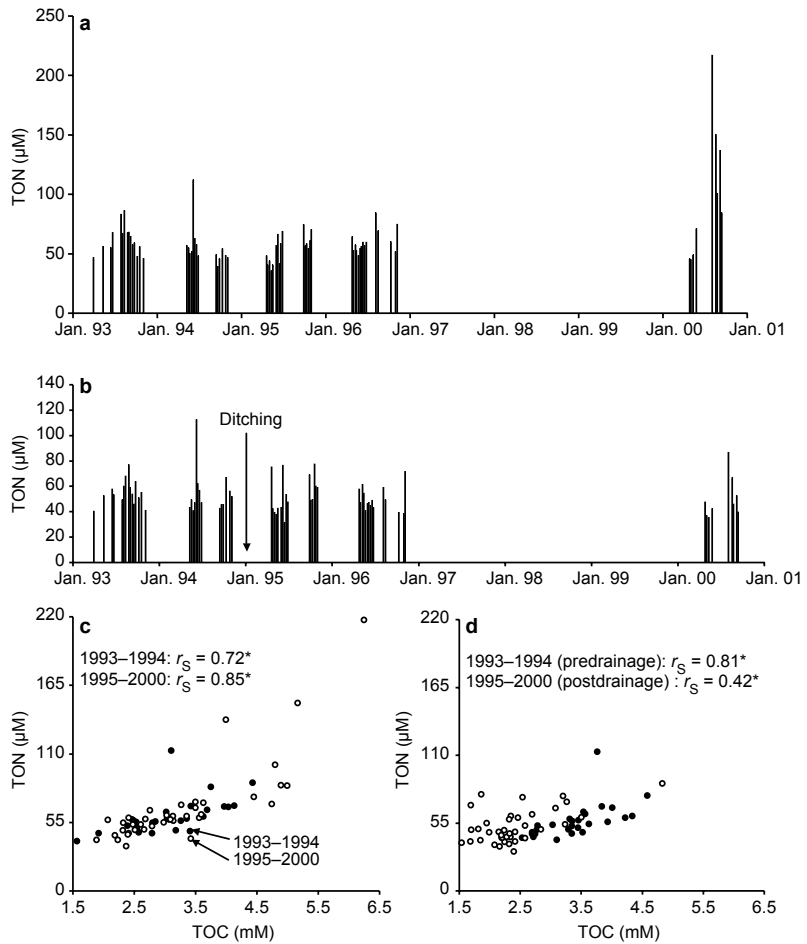 a
TON (µM)
250
200
150
100
50
0
Jan. 93 Jan. 94 Jan. 95 Jan. 96 Jan. 97 Jan. 98 Jan. 99 Jan. 00 Jan. 01
b
TON (µM)
140
120
100
80
60
40
20
0
Ditching
Jan. 93 Jan. 94 Jan. 95 Jan. 96 Jan. 97 Jan. 98 Jan. 99 Jan. 00 Jan. 01
c
TON (µM)
220
165
110
55
0
1993–1994: rS = 0.72*
1995–2000: rS = 0.85*
1993–1994
1995–2000
1.5 2.5 3.5 4.5 5.5 6.5
TOC (mM)
d
TON (µM)
220
165
110
55
0
1993–1994 (predrainage): rS = 0.81*
1995–2000 (postdrainage) : rS = 0.42*
1.5 2.5 3.5 4.5 5.5 6.5
TOC (mM)